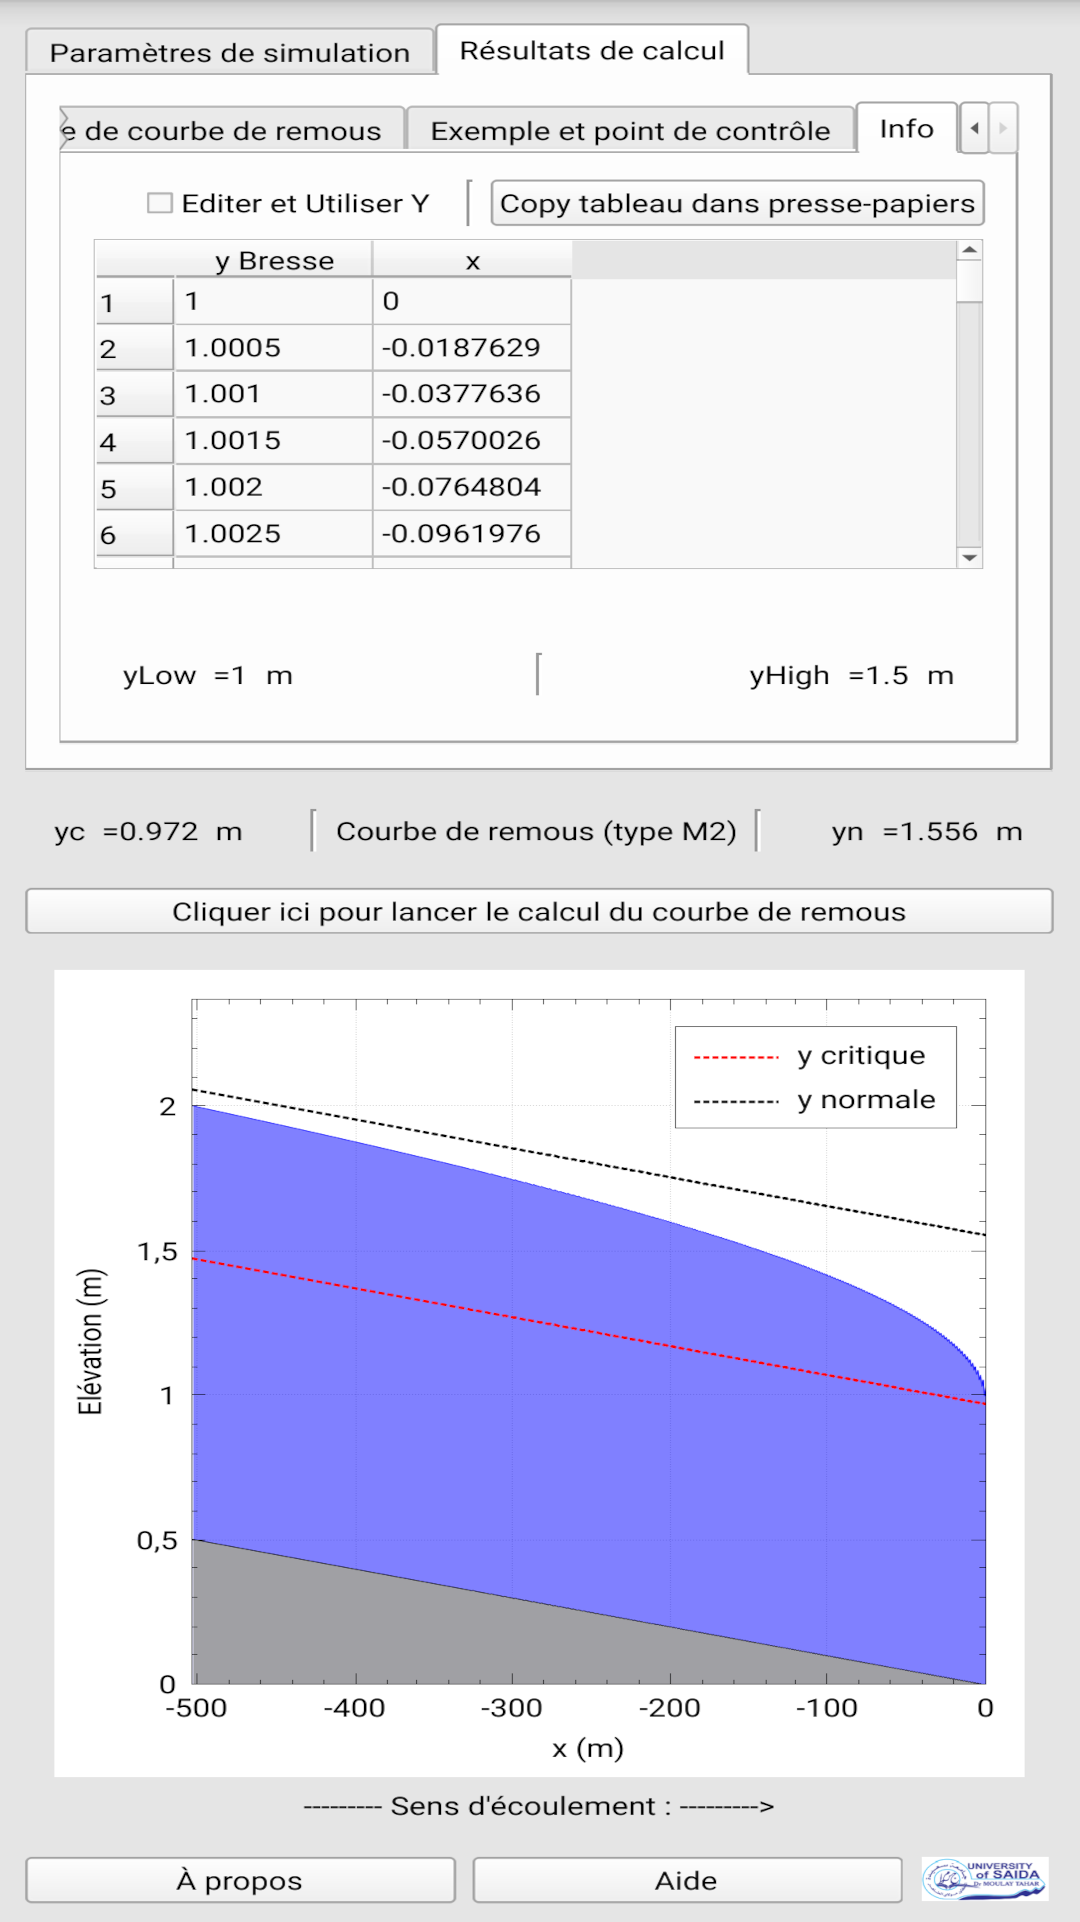 Paramètres de simulation Résultats de calcul
e de courbe de remous Exemple et point de contrôle Info
Editer et Utiliser Y Copy tableau dans presse-papiers
y Bresse x
1 1 0
2 1.0005 -0.0187629
3 1.001 -0.0377636
4 1.0015 -0.0570026
5 1.002 -0.0764804
6 1.0025 -0.0961976
yLow =1 m yHigh =1.5 m
yc =0.972 m Courbe de remous (type M2) yn =1.556 m
Cliquer ici pour lancer le calcul du courbe de remous
y critique
y normale
2
1,5
1
0,5
0
Elévation (m)
-500 -400 -300 -200 -100 0
x (m)
--------- Sens d'écoulement : --------->
À propos Aide
UNIVERSITY
of SAIDA
Dr MOULAY TAHAR